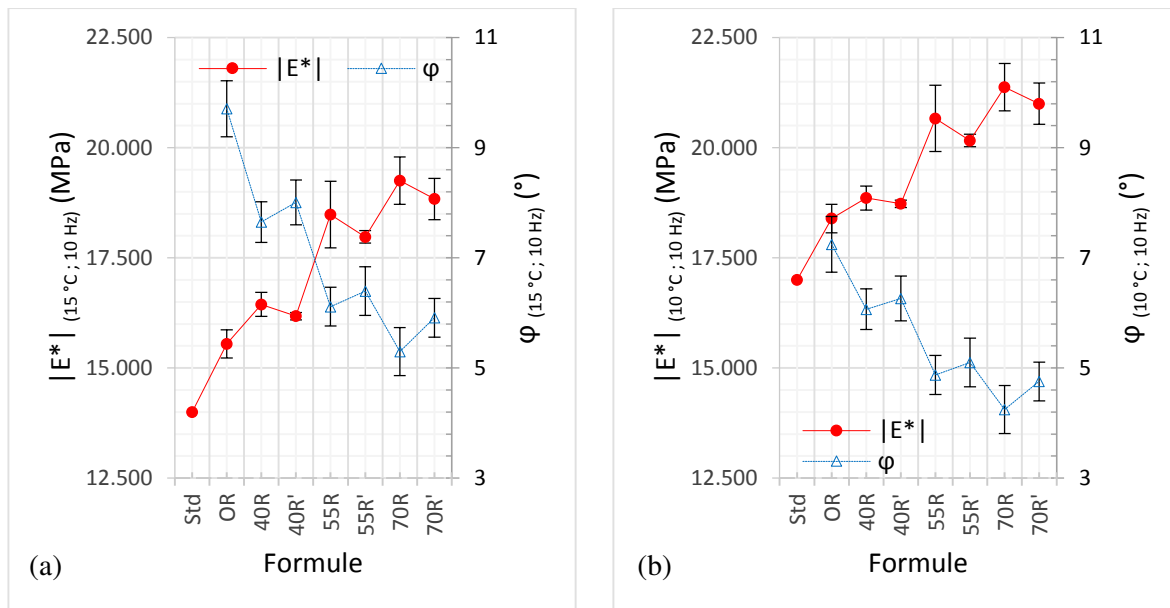 22.500
20.000
17.500
15.000
12.500
|E*| (15 °C ; 10 Hz) (MPa)
|E*|
φ
11
9
7
5
3
φ (15 °C ; 10 Hz) (°)
Std
OR
40R
40R'
55R
55R'
70R
70R'
Formule
(a)
22.500
20.000
17.500
15.000
12.500
|E*| (10 °C ; 10 Hz) (MPa)
|E*|
φ
11
9
7
5
3
φ (10 °C ; 10 Hz) (°)
Std
OR
40R
40R'
55R
55R'
70R
70R'
Formule
(b)